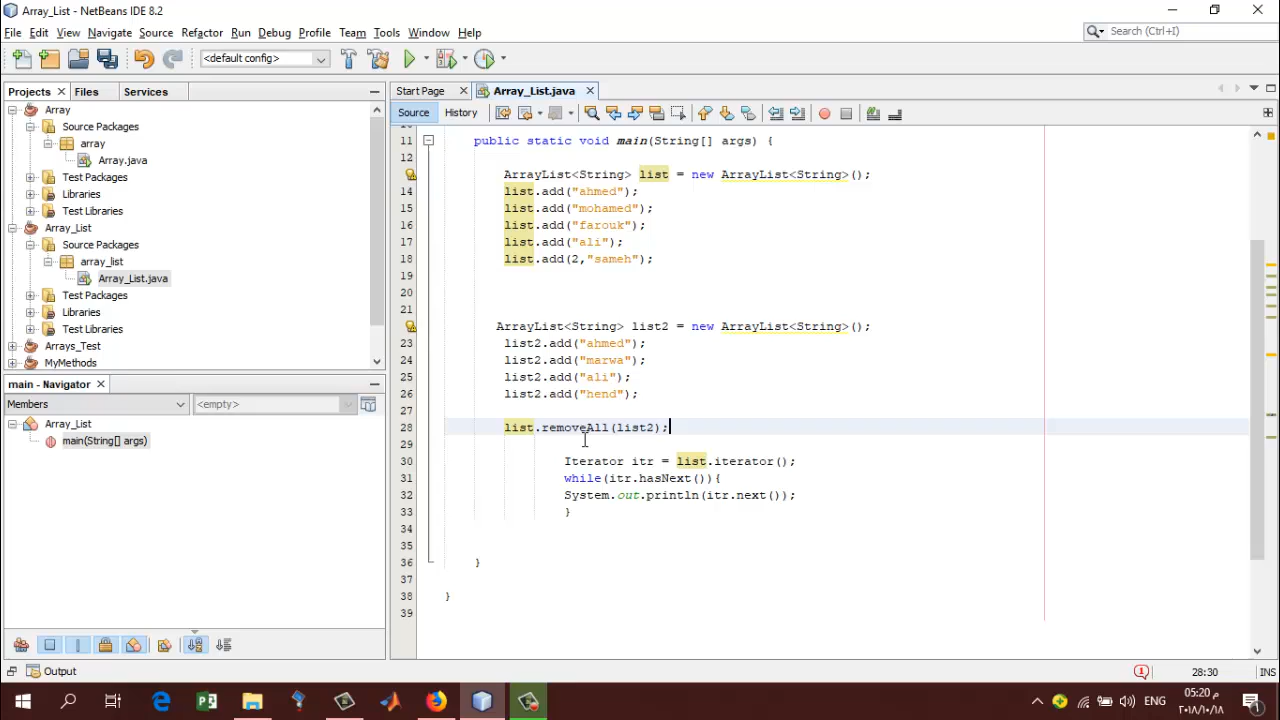 Array_List - NetBeans IDE 8.2
File Edit View Navigate Source Refactor Run Debug Profile Team Tools Window Help
Search (Ctrl+I)
<default config>
Projects Files Services
Array
Source Packages
array
Array.java
Test Packages
Libraries
Test Libraries
Array_List
Source Packages
array_list
Array_List.java
Test Packages
Libraries
Test Libraries
Arrays_Test
MyMethods
main - Navigator
Members <empty>
Array_List
main(String[] args)
Start Page Array_List.java
Source History
11 public static void main(String[] args) {
12
ArrayList<String> list = new ArrayList<String>();
14 list.add("ahmed");
15 list.add("mohamed");
16 list.add("farouk");
17 list.add("ali");
18 list.add(2,"sameh");
19
20
21
ArrayList<String> list2 = new ArrayList<String>();
23 list2.add("ahmed");
24 list2.add("marwa");
25 list2.add("ali");
26 list2.add("hend");
27
28 list.removeAll(list2);
29
30 Iterator itr = list.iterator();
31 while(itr.hasNext()){
32 System.out.println(itr.next());
33 }
34
35
36 }
37
38 }
39
Output
1 28:30 INS
ENG
05:20 م
٢٠١٨/١٠/١٨
1